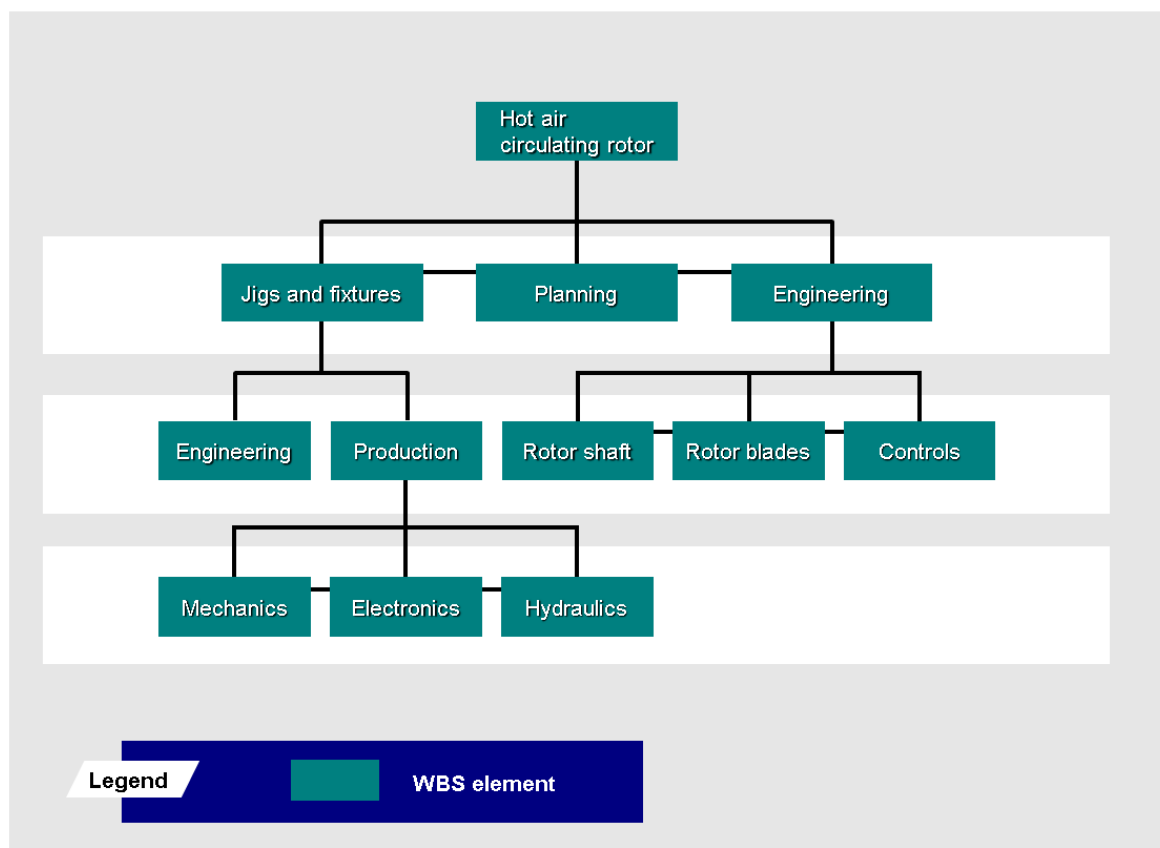 Hot air
circulating rotor
Jigs and fixtures
Planning
Engineering
Engineering
Production
Rotor shaft
Rotor blades
Controls
Mechanics
Electronics
Hydraulics
Legend
WBS element